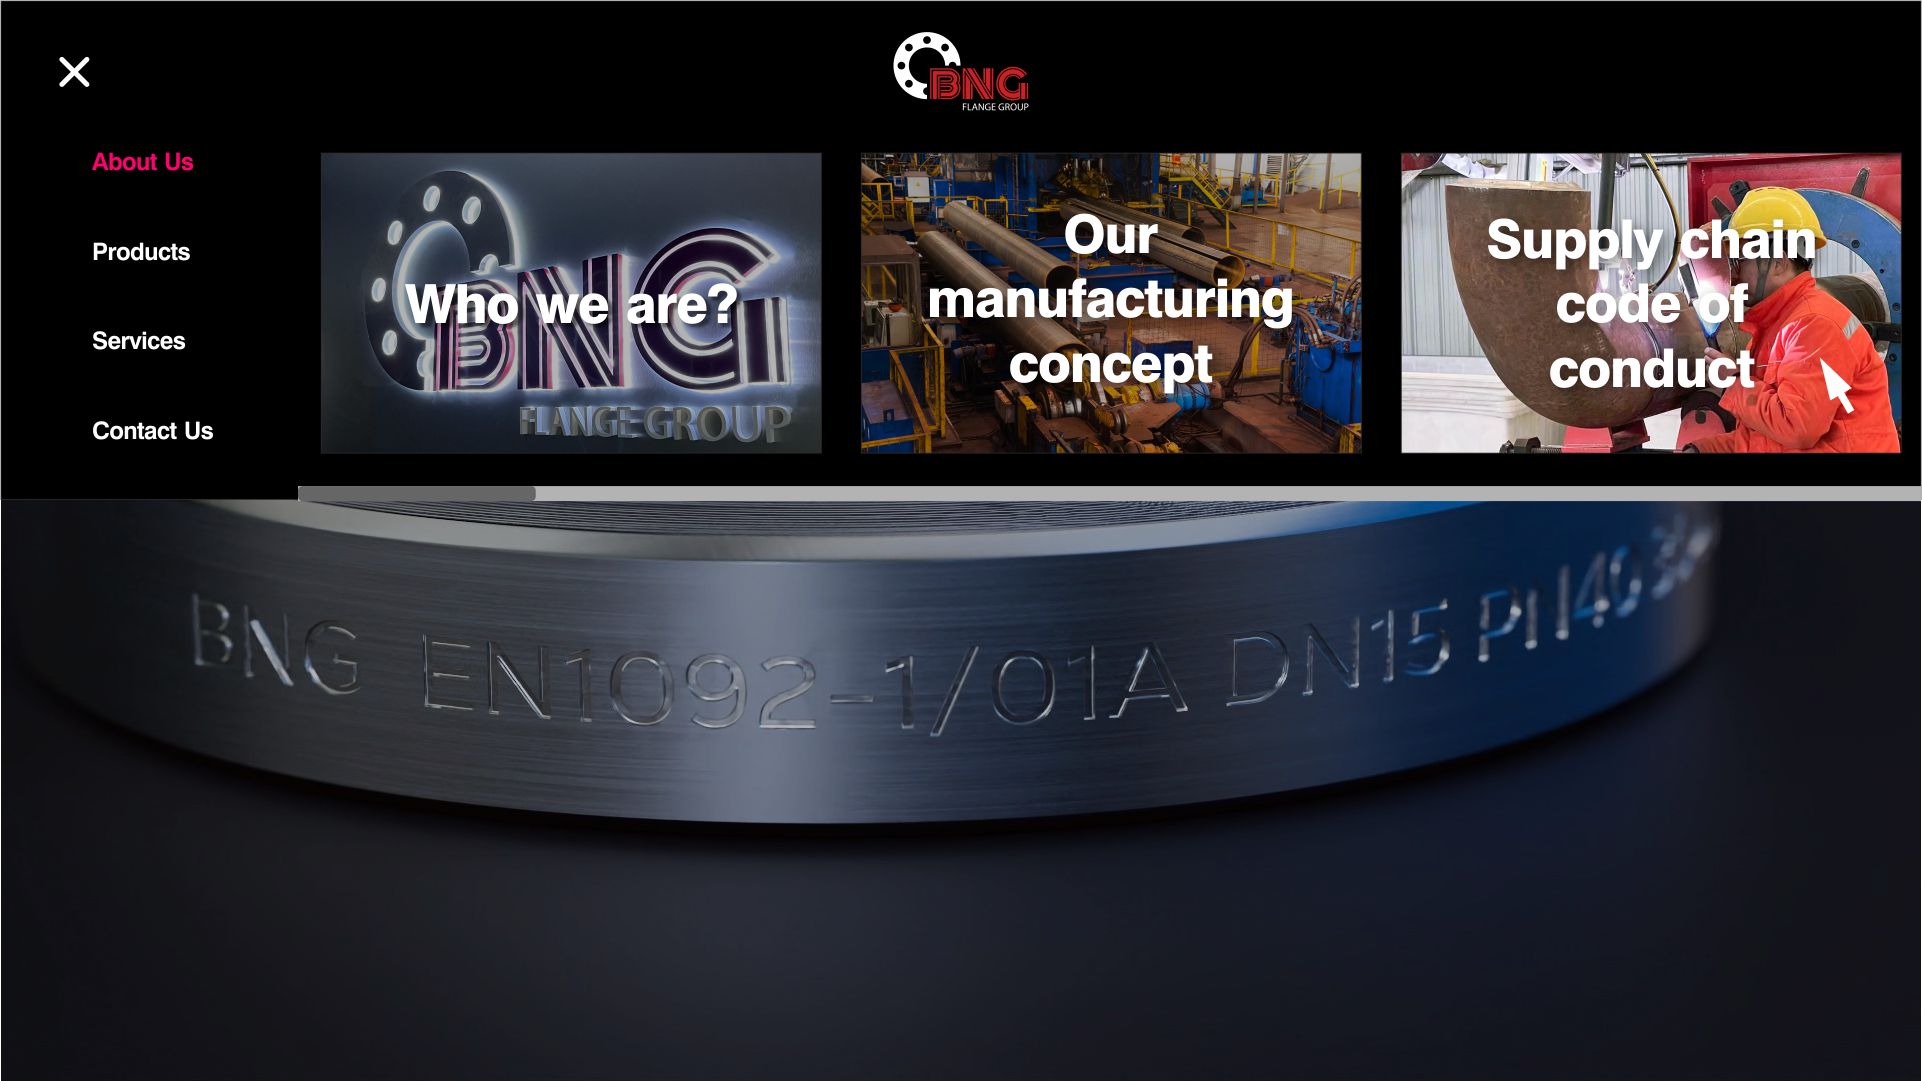 BNG
FLANGE GROUP
About Us
Products
Services
Contact Us
BNG
FLANGE GROUP
Who we are?
Our
manufacturing
concept
Supply chain
code of
conduct
BNG EN1092-1/01A DN15 PN40